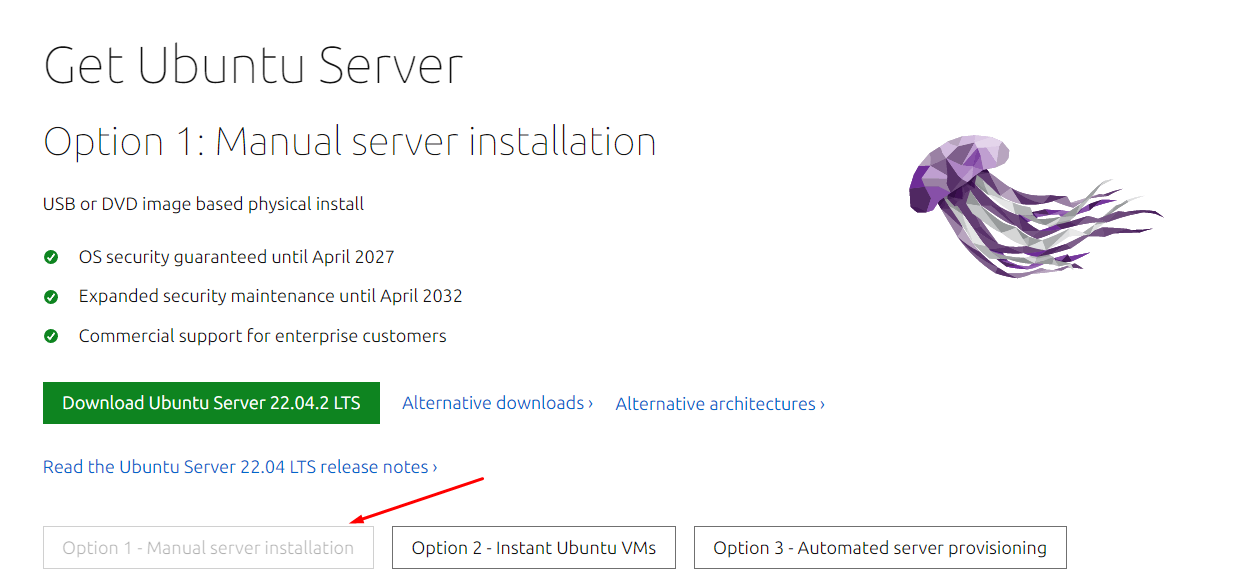 Get Ubuntu Server
Option 1: Manual server installation
USB or DVD image based physical install
OS security guaranteed until April 2027
Expanded security maintenance until April 2032
Commercial support for enterprise customers
Download Ubuntu Server 22.04.2 LTS Alternative downloads › Alternative architectures ›
Read the Ubuntu Server 22.04 LTS release notes ›
Option 1 - Manual server installation Option 2 - Instant Ubuntu VMs Option 3 - Automated server provisioning